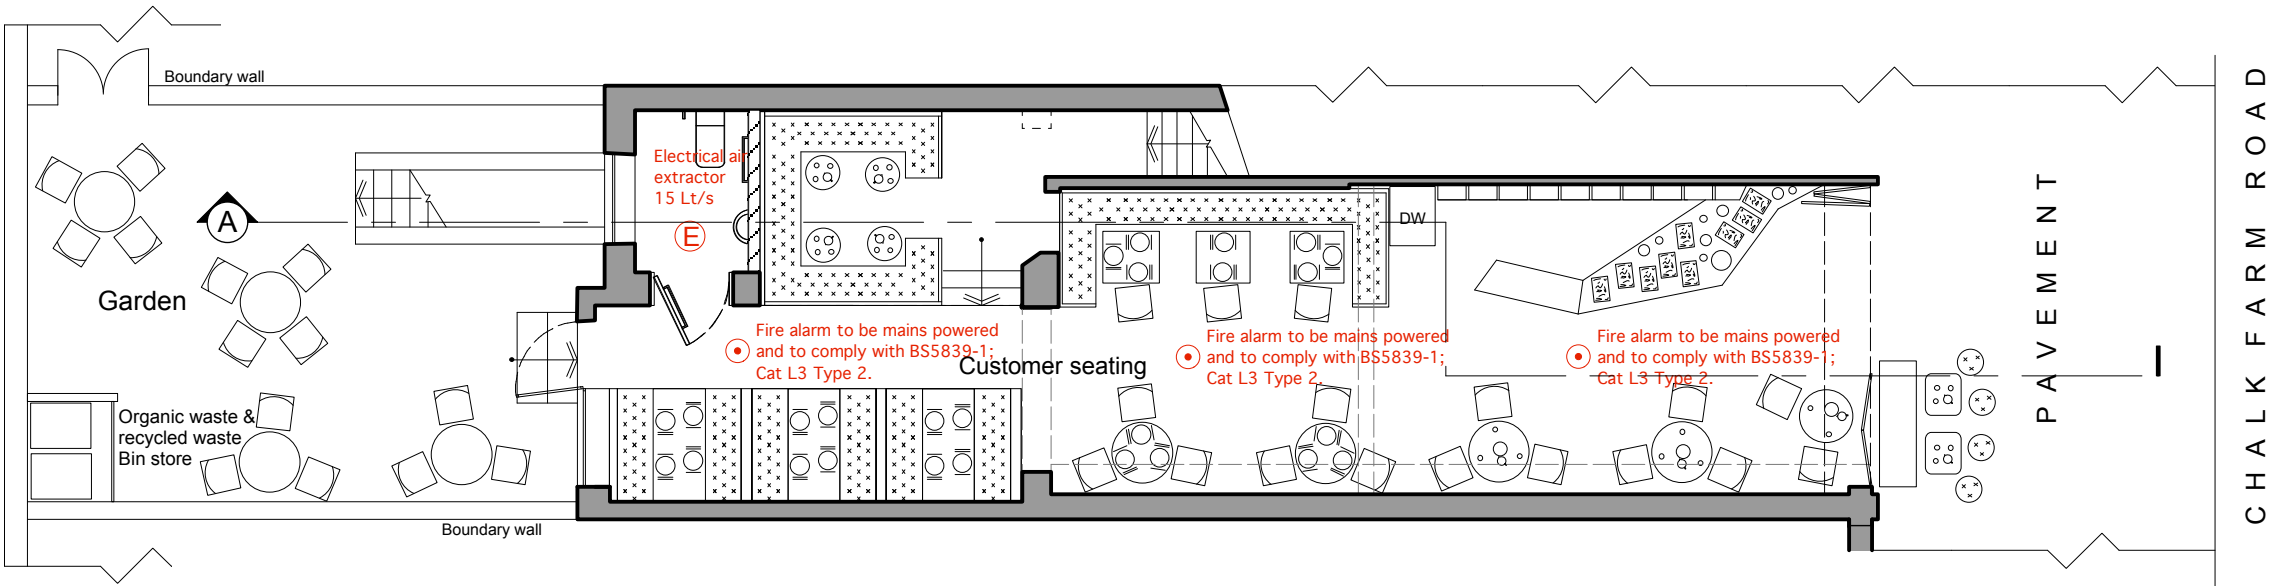 Boundary wall
Electrical air
extractor
15 Lt/s
E
A
DW
Garden
Fire alarm to be mains powered
and to comply with BS5839-1;
Cat L3 Type 2.
Fire alarm to be mains powered
and to comply with BS5839-1;
Cat L3 Type 2.
Fire alarm to be mains powered
and to comply with BS5839-1;
Cat L3 Type 2.
Customer seating
Organic waste &
recycled waste
Bin store
Boundary wall
PAVEMENT
CHALK FARM ROAD